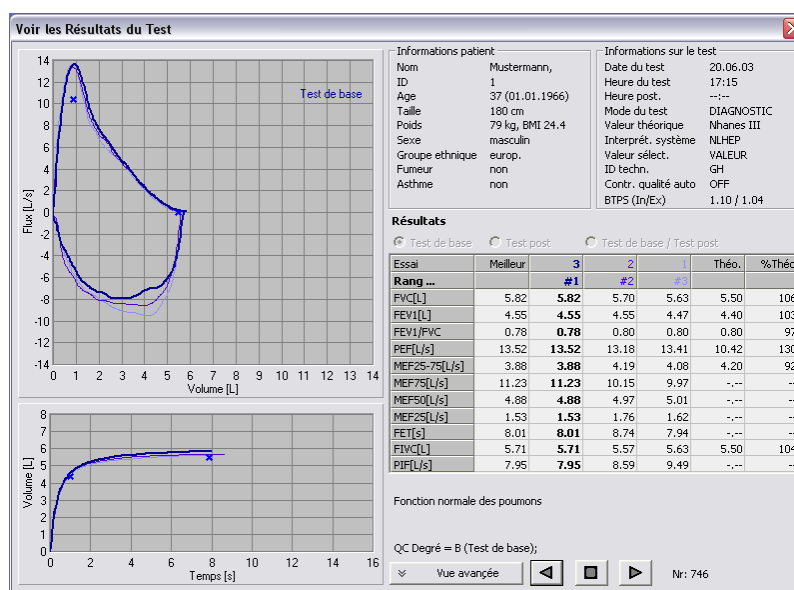 Voir les Résultats du Test
14
12
10
8
6
4
2
0
-2
-4
-6
-8
-10
-12
-14
Flux [L/s]
Test de base
0 1 2 3 4 5 6 7 8 9 10 11 12 13 14
Volume [L]
8
7
6
5
4
3
2
1
0
Volume [L]
0 2 4 6 8 10 12 14 16
Temps [s]
Informations patient
Nom Mustermann,
ID 1
Age 37 (01.01.1966)
Taille 180 cm
Poids 79 kg, BMI 24.4
Sexe masculin
Groupe ethnique europ.
Fumeur non
Asthme non
Informations sur le test
Date du test 20.06.03
Heure du test 17:15
Heure post. --:--
Mode du test DIAGNOSTIC
Valeur théorique Nhanes III
Interprét. système NLHEP
Valeur sélect. VALEUR
ID techn. GH
Contr. qualité auto OFF
BTPS (In/Ex) 1.10 / 1.04
Résultats
Test de base Test post Test de base / Test post
Essai Meilleur 3 2 1 Théo. %Théo
Rang ... #1 #2 #3
FVC[L] 5.82 5.82 5.70 5.63 5.50 106
FEV1[L] 4.55 4.55 4.55 4.47 4.40 103
FEV1/FVC 0.78 0.78 0.80 0.80 0.80 97
PEF[L/s] 13.52 13.52 13.18 13.41 10.42 130
MEF25-75[L/s] 3.88 3.88 4.19 4.08 4.20 92
MEF75[L/s] 11.23 11.23 10.15 9.97 -.-- --
MEF50[L/s] 4.88 4.88 4.97 5.01 -.-- --
MEF25[L/s] 1.53 1.53 1.76 1.62 -.-- --
FET[s] 8.01 8.01 8.74 7.94 -.-- --
FIVC[L] 5.71 5.71 5.57 5.63 5.50 104
PIF[L/s] 7.95 7.95 8.59 9.49 -.-- --
Fonction normale des poumons
QC Degré = B (Test de base);
Vue avancée Nr: 746